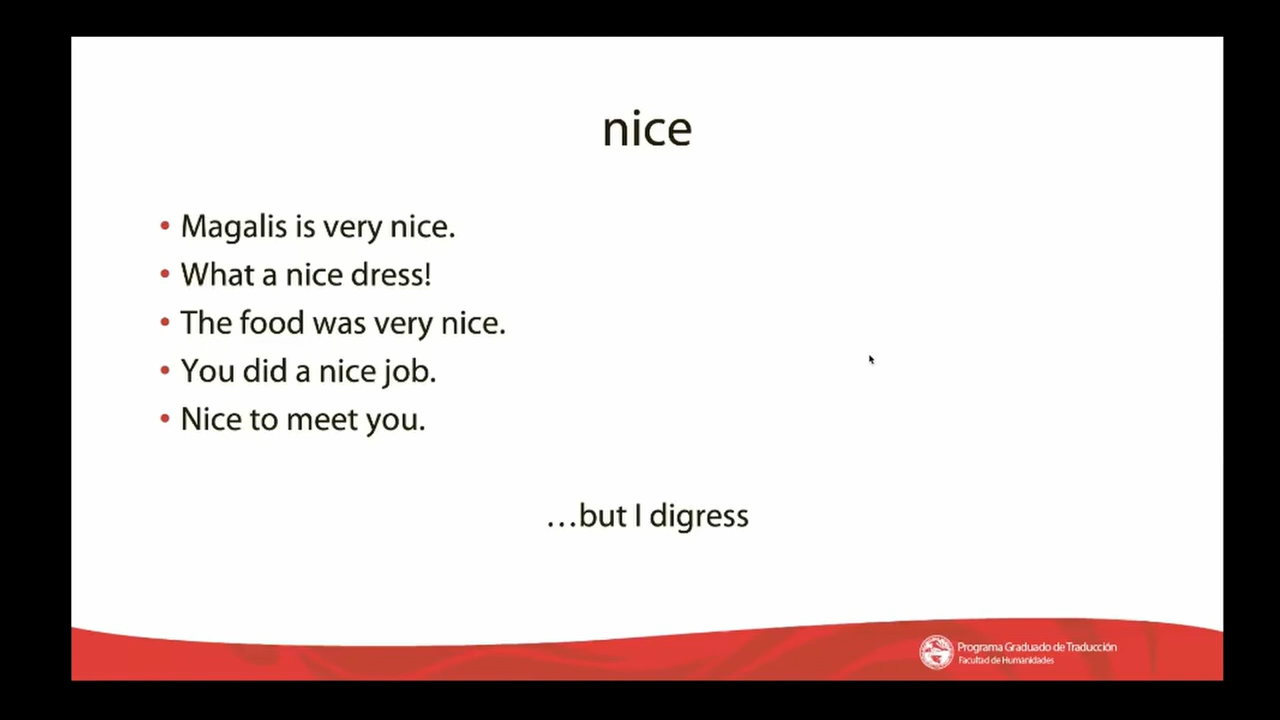 nice
• Magalis is very nice.
• What a nice dress!
• The food was very nice.
• You did a nice job.
• Nice to meet you.
…but I digress
Programa Graduado de Traducción
Facultad de Humanidades